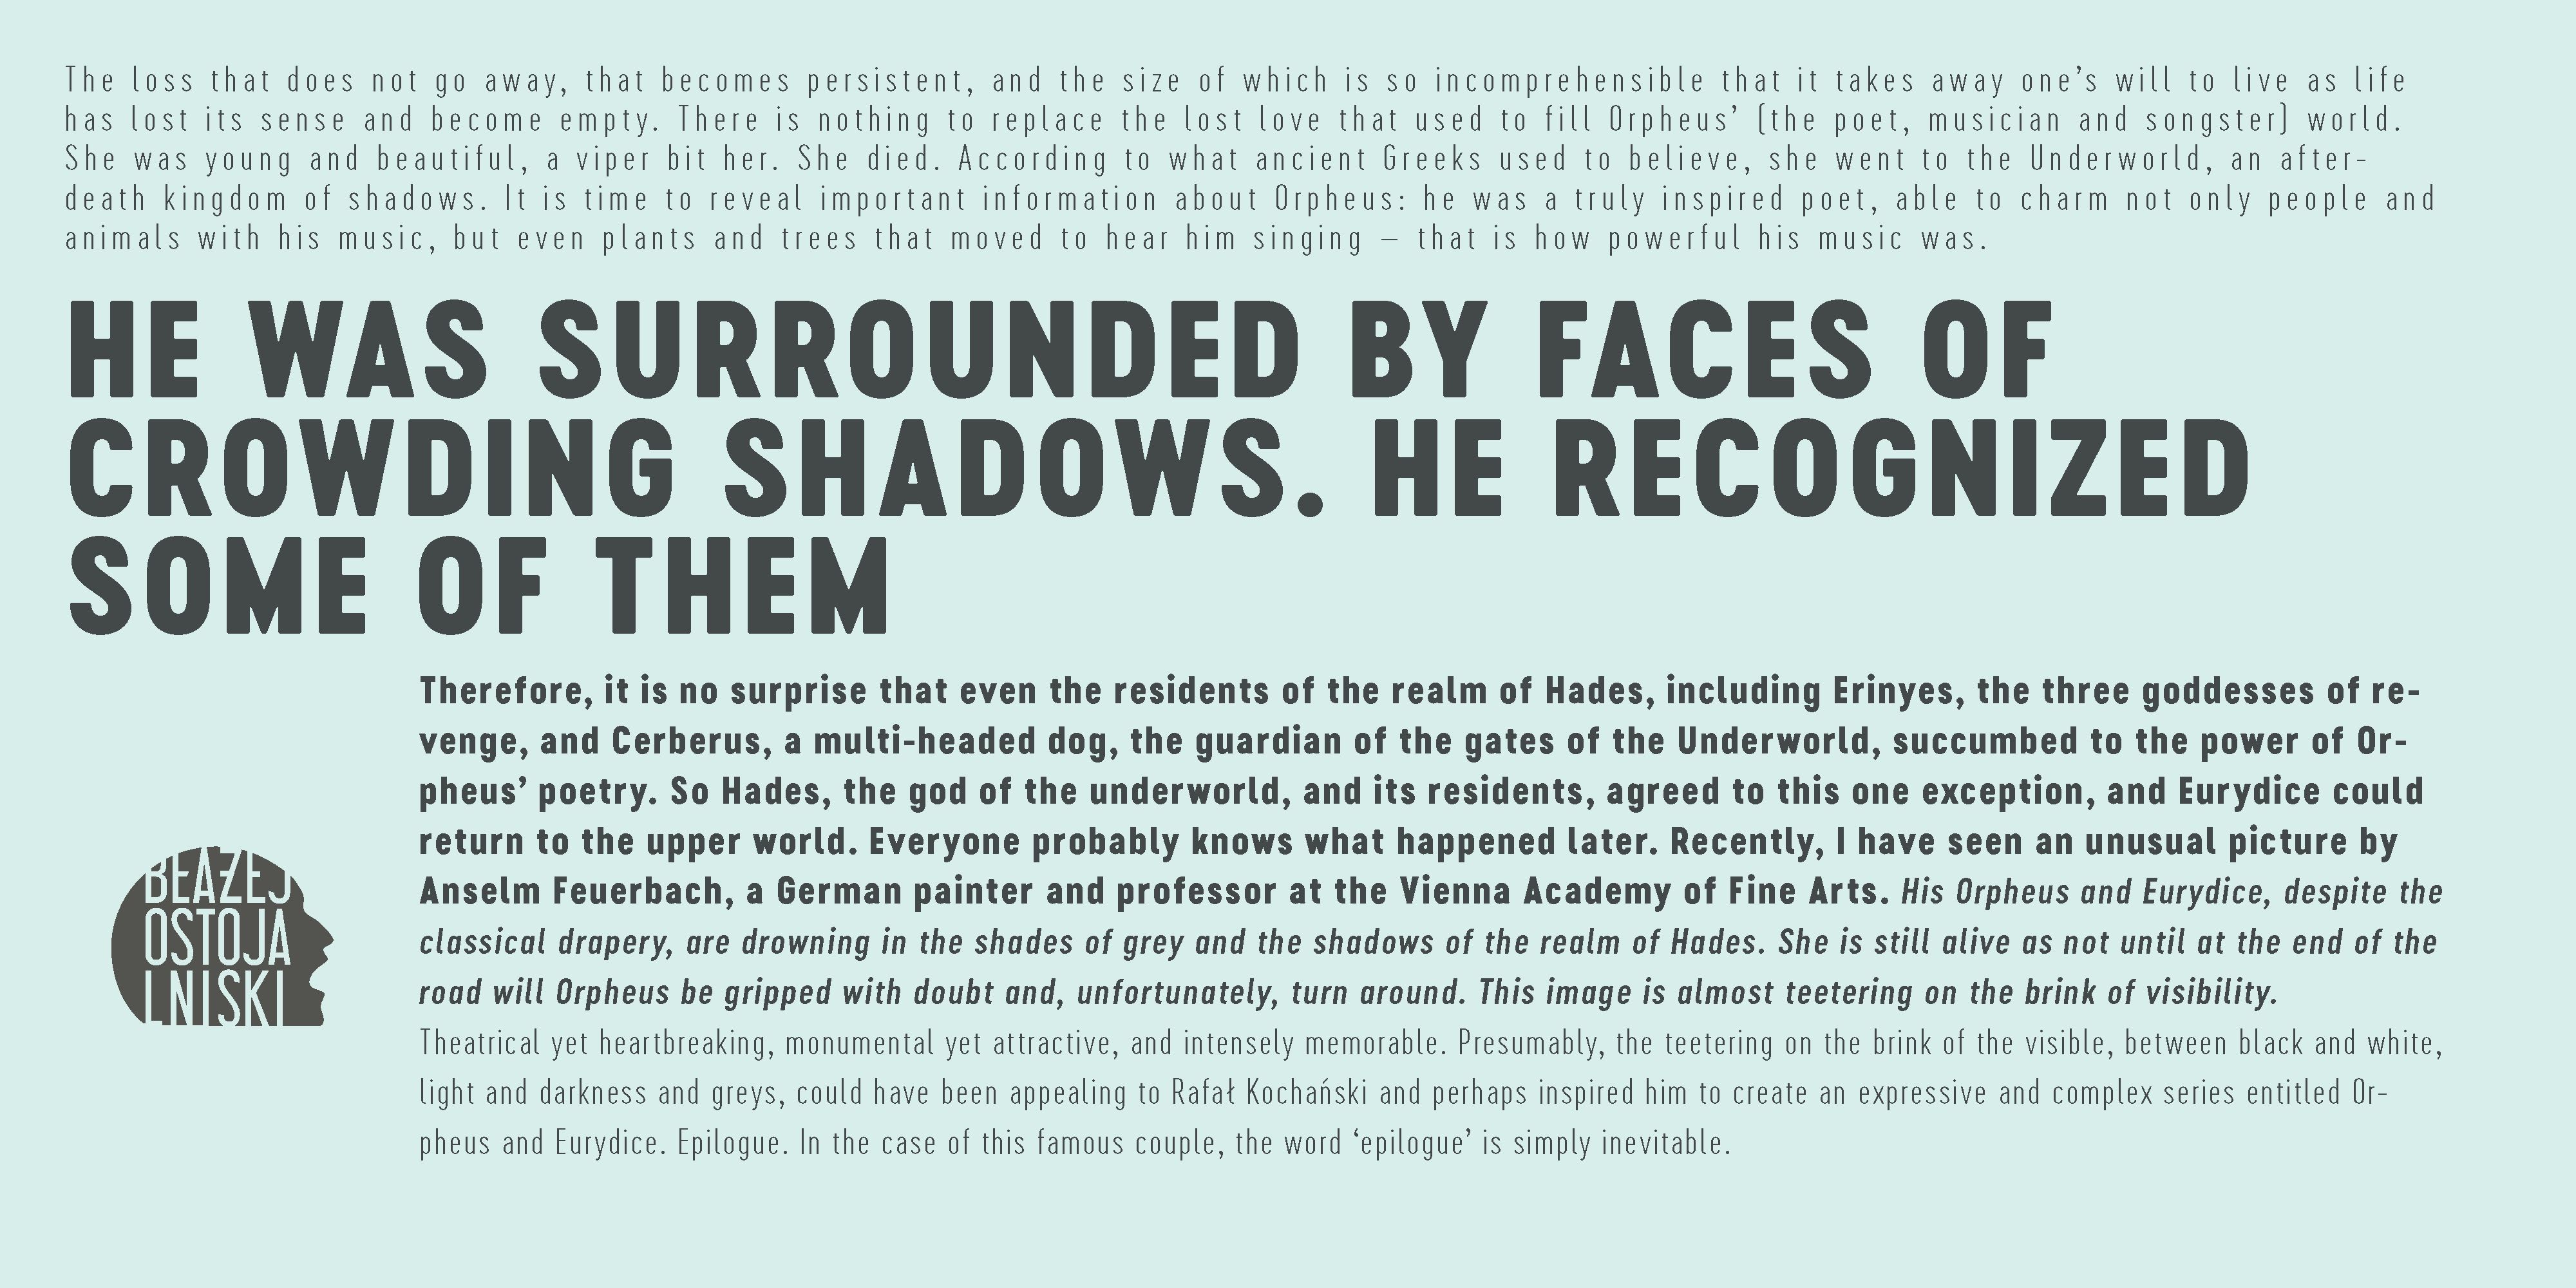 The loss that does not go away, that becomes persistent, and the size of which is so incomprehensible that it takes away one’s will to live as life
has lost its sense and become empty. There is nothing to replace the lost love that used to fill Orpheus’ (the poet, musician and songster) world.
She was young and beautiful, a viper bit her. She died. According to what ancient Greeks used to believe, she went to the Underworld, an after-
death kingdom of shadows. It is time to reveal important information about Orpheus: he was a truly inspired poet, able to charm not only people and
animals with his music, but even plants and trees that moved to hear him singing – that is how powerful his music was.
HE WAS SURROUNDED BY FACES OF
CROWDING SHADOWS. HE RECOGNIZED
SOME OF THEM
Therefore, it is no surprise that even the residents of the realm of Hades, including Erinyes, the three goddesses of re-
venge, and Cerberus, a multi-headed dog, the guardian of the gates of the Underworld, succumbed to the power of Or-
pheus’ poetry. So Hades, the god of the underworld, and its residents, agreed to this one exception, and Eurydice could
return to the upper world. Everyone probably knows what happened later. Recently, I have seen an unusual picture by
Anselm Feuerbach, a German painter and professor at the Vienna Academy of Fine Arts. His Orpheus and Eurydice, despite the
classical drapery, are drowning in the shades of grey and the shadows of the realm of Hades. She is still alive as not until at the end of the
road will Orpheus be gripped with doubt and, unfortunately, turn around. This image is almost teetering on the brink of visibility.
Theatrical yet heartbreaking, monumental yet attractive, and intensely memorable. Presumably, the teetering on the brink of the visible, between black and white,
light and darkness and greys, could have been appealing to Rafał Kochański and perhaps inspired him to create an expressive and complex series entitled Or-
pheus and Eurydice. Epilogue. In the case of this famous couple, the word ‘epilogue’ is simply inevitable.
BŁAŻEJ
OSTOJA
LNISKI